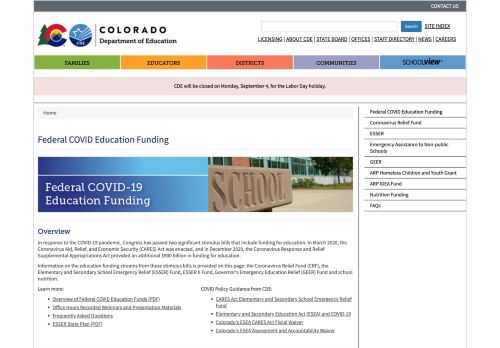 CONTACT US
COLORADO
Department of Education
CDE
Search
SITE INDEX
LICENSING | ABOUT CDE | STATE BOARD | OFFICES | STAFF DIRECTORY | NEWS | CAREERS
FAMILIES
EDUCATORS
DISTRICTS
COMMUNITIES
SCHOOLVIEW
CDE will be closed on Monday, September 4, for the Labor Day holiday.
Home
Federal COVID Education Funding
Federal COVID-19
Education Funding
SCHOOL
Overview
In response to the COVID-19 pandemic, Congress has passed two significant stimulus bills that include funding for education. In March 2020, the
Coronavirus Aid, Relief, and Economic Security (CARES) Act was enacted, and in December 2020, the Coronavirus Response and Relief
Supplemental Appropriations Act provided an additional $900 billion in funding for education.
Information on the education funding streams from these stimulus bills is provided on this page: the Coronavirus Relief Fund (CRF), the
Elementary and Secondary School Emergency Relief (ESSER) Fund, ESSER II Fund, Governor's Emergency Education Relief (GEER) Fund and school
nutrition.
Learn more:
Overview of Federal COVID Education Funds (PDF)
Office Hours Recorded Webinars and Presentation Materials
Frequently Asked Questions
ESSER State Plan (PDF)
COVID Policy Guidance from CDE:
CARES Act Elementary and Secondary School Emergency Relief
Fund
Elementary and Secondary Education Act (ESEA) and COVID-19
Colorado's ESEA CARES Act Fiscal Waiver
Colorado's ESEA Assessment and Accountability Waiver
Federal COVID Education Funding
Coronavirus Relief Fund
ESSER
Emergency Assistance to Non-public
Schools
GEER
ARP Homeless Children and Youth Grant
ARP IDEA Fund
Nutrition Funding
FAQs